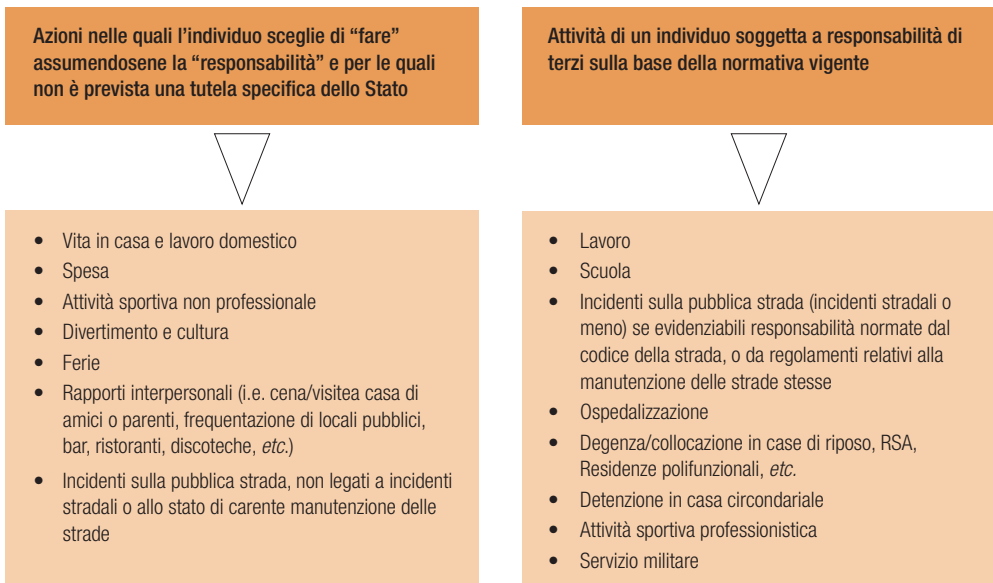 Azioni nelle quali l'individuo sceglie di “fare”
assumendosene la “responsabilità” e per le quali
non è prevista una tutela specifica dello Stato
• Vita in casa e lavoro domestico
• Spesa
• Attività sportiva non professionale
• Divertimento e cultura
• Ferie
• Rapporti interpersonali (i.e. cena/visitea casa di
amici o parenti, frequentazione di locali pubblici,
bar, ristoranti, discoteche, etc.)
• Incidenti sulla pubblica strada, non legati a incidenti
stradali o allo stato di carente manutenzione delle
strade
Attività di un individuo soggetta a responsabilità di
terzi sulla base della normativa vigente
• Lavoro
• Scuola
• Incidenti sulla pubblica strada (incidenti stradali o
meno) se evidenziabili responsabilità normate dal
codice della strada, o da regolamenti relativi alla
manutenzione delle strade stesse
• Ospedalizzazione
• Degenza/collocazione in case di riposo, RSA,
Residenze polifunzionali, etc.
• Detenzione in casa circondariale
• Attività sportiva professionistica
• Servizio militare